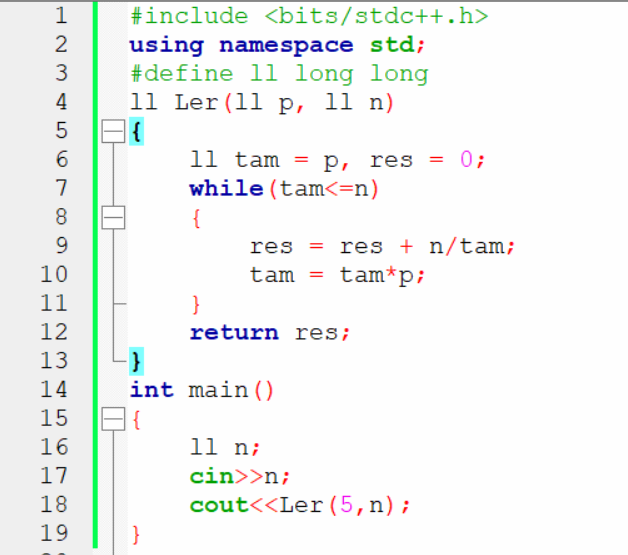 1 #include <bits/stdc++.h>
2 using namespace std;
3 #define ll long long
4 ll Ler(ll p, ll n)
5 {
6 ll tam = p, res = 0;
7 while(tam<=n)
8 {
9 res = res + n/tam;
10 tam = tam*p;
11 }
12 return res;
13 }
14 int main()
15 {
16 ll n;
17 cin>>n;
18 cout<<Ler(5,n);
19 }